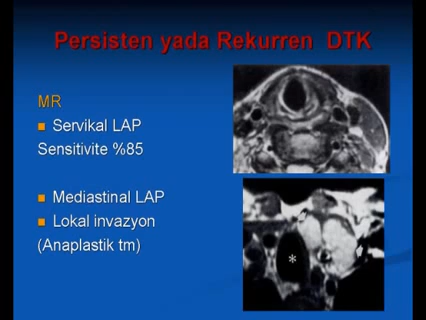 Persisten yada Rekurren DTK
MR
Servikal LAP
Sensitivite %85
Mediastinal LAP
Lokal invazyon
(Anaplastik tm)
*